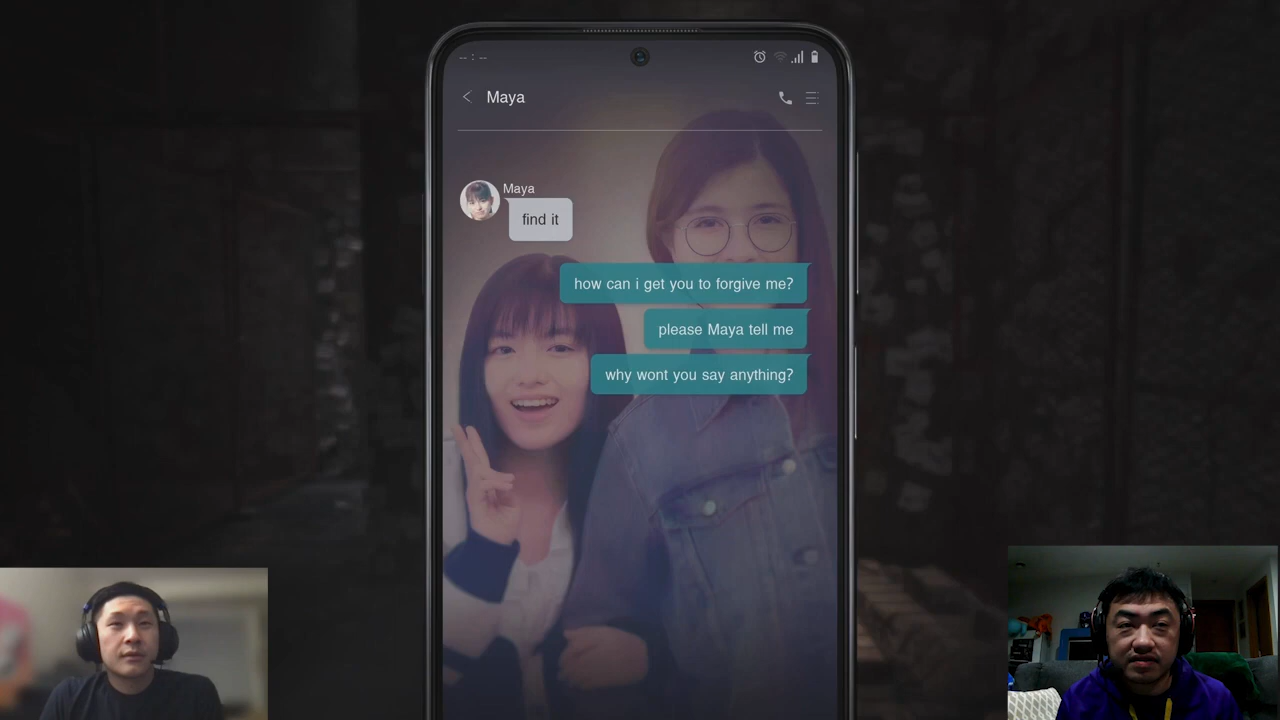 -- : --
Maya
Maya
find it
how can i get you to forgive me?
please Maya tell me
why wont you say anything?